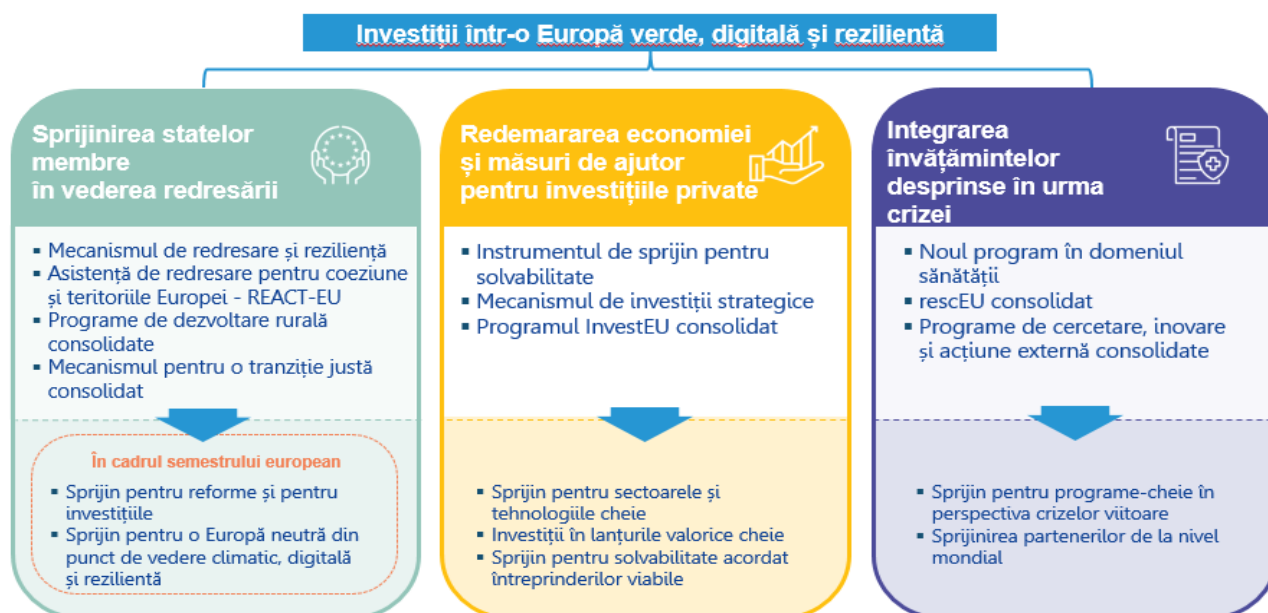 Investiții într-o Europă verde, digitală și rezilientă
Sprijinirea statelor
membre
în vederea redresării
▪ Mecanismul de redresare și reziliență
▪ Asistență de redresare pentru coeziune
și teritoriile Europei - REACT-EU
▪ Programe de dezvoltare rurală
consolidate
▪ Mecanismul pentru o tranziție justă
consolidat
În cadrul semestrului european
▪ Sprijin pentru reforme și pentru
investițiile
▪ Sprijin pentru o Europă neutră din
punct de vedere climatic, digitală
și rezilientă
Redemararea economiei
și măsuri de ajutor
pentru investițiile private
▪ Instrumentul de sprijin pentru
solvabilitate
▪ Mecanismul de investiții strategice
▪ Programul InvestEU consolidat
▪ Sprijin pentru sectoarele și
tehnologiile cheie
▪ Investiții în lanțurile valorice cheie
▪ Sprijin pentru solvabilitate acordat
întreprinderilor viabile
Integrarea
învățămintelor
desprinse în urma
crizei
▪ Noul program în domeniul
sănătății
▪ rescEU consolidat
▪ Programe de cercetare, inovare
și acțiune externă consolidate
▪ Sprijin pentru programe-cheie în
perspectiva crizelor viitoare
▪ Sprijinirea partenerilor de la nivel
mondial